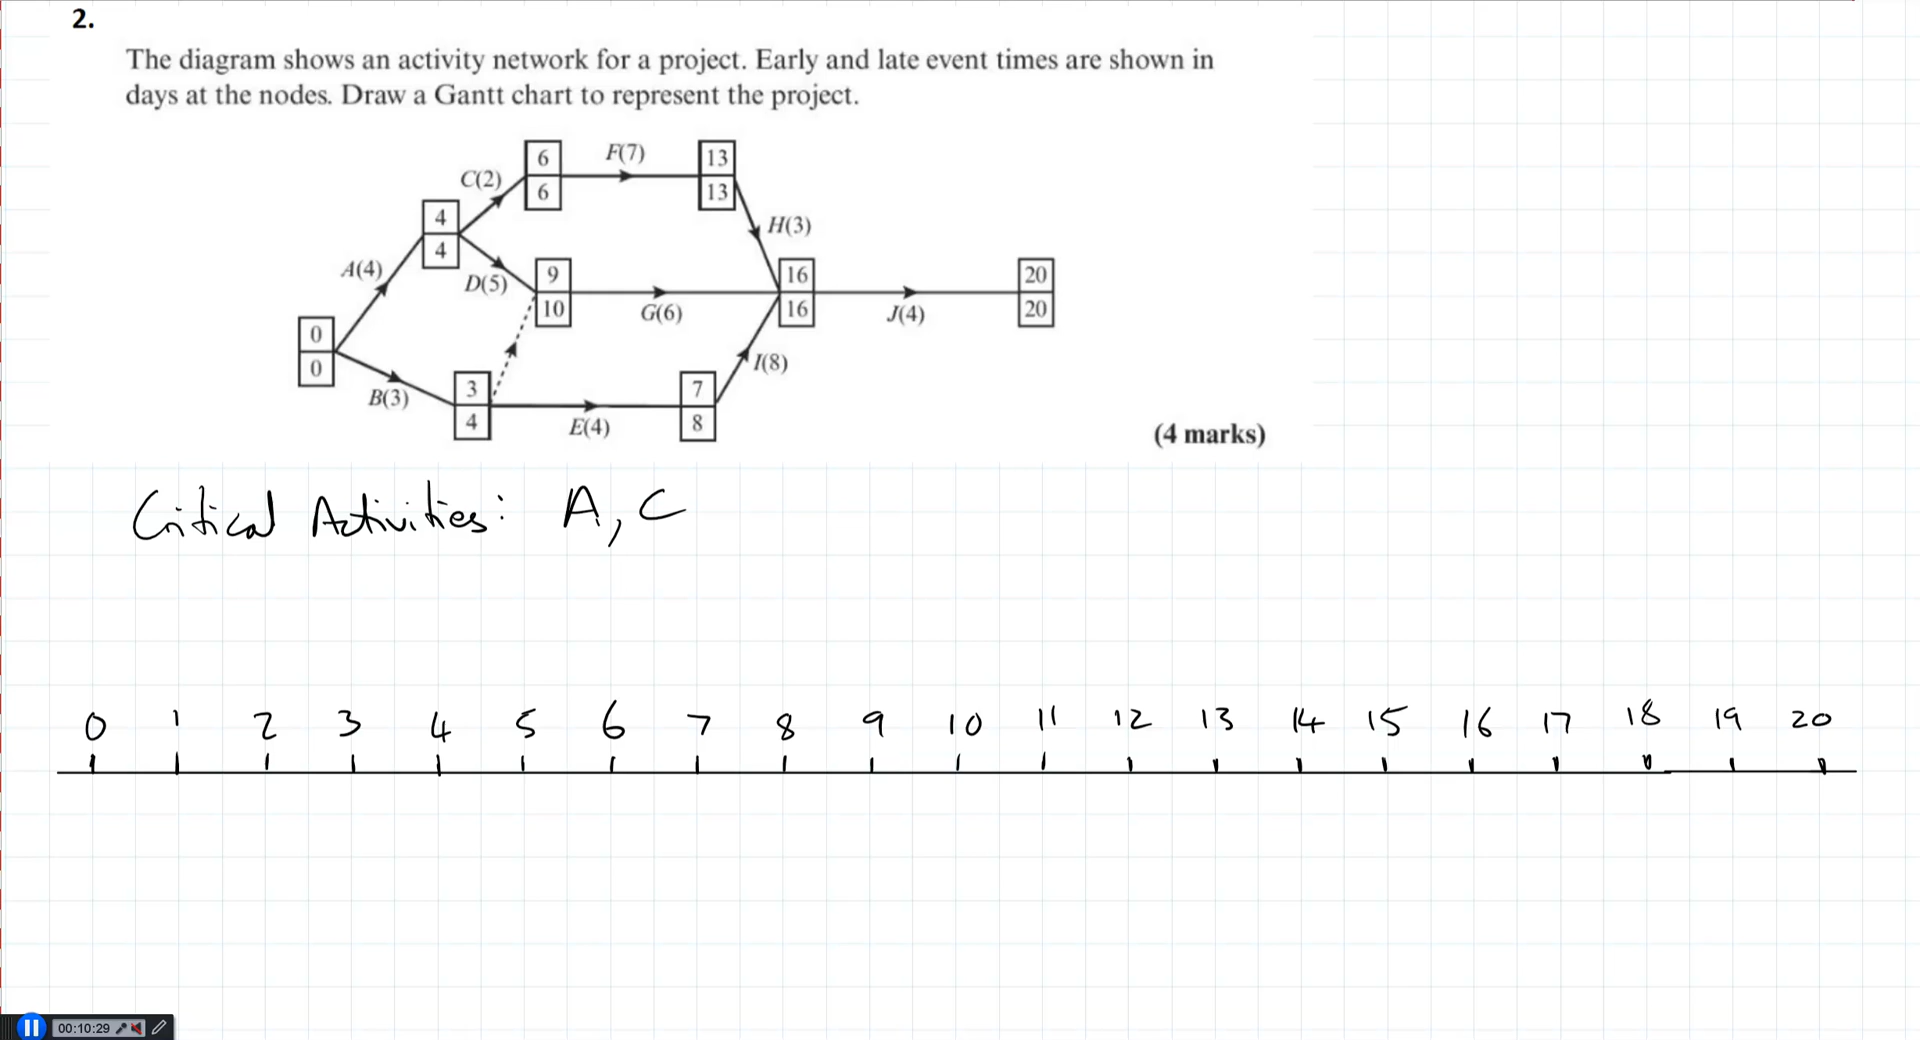 2.
The diagram shows an activity network for a project. Early and late event times are shown in
days at the nodes. Draw a Gantt chart to represent the project.
6 F(7) 13
C(2)
6 13
4
H(3)
4
A(4) 9 16 20
D(5)
10 G(6) 16 J(4) 20
0
0 I(8)
3 7
B(3)
4 E(4) 8
(4 marks)
Critical Activities: A, C
0 1 2 3 4 5 6 7 8 9 10 11 12 13 14 15 16 17 18 19 20
00:10:29